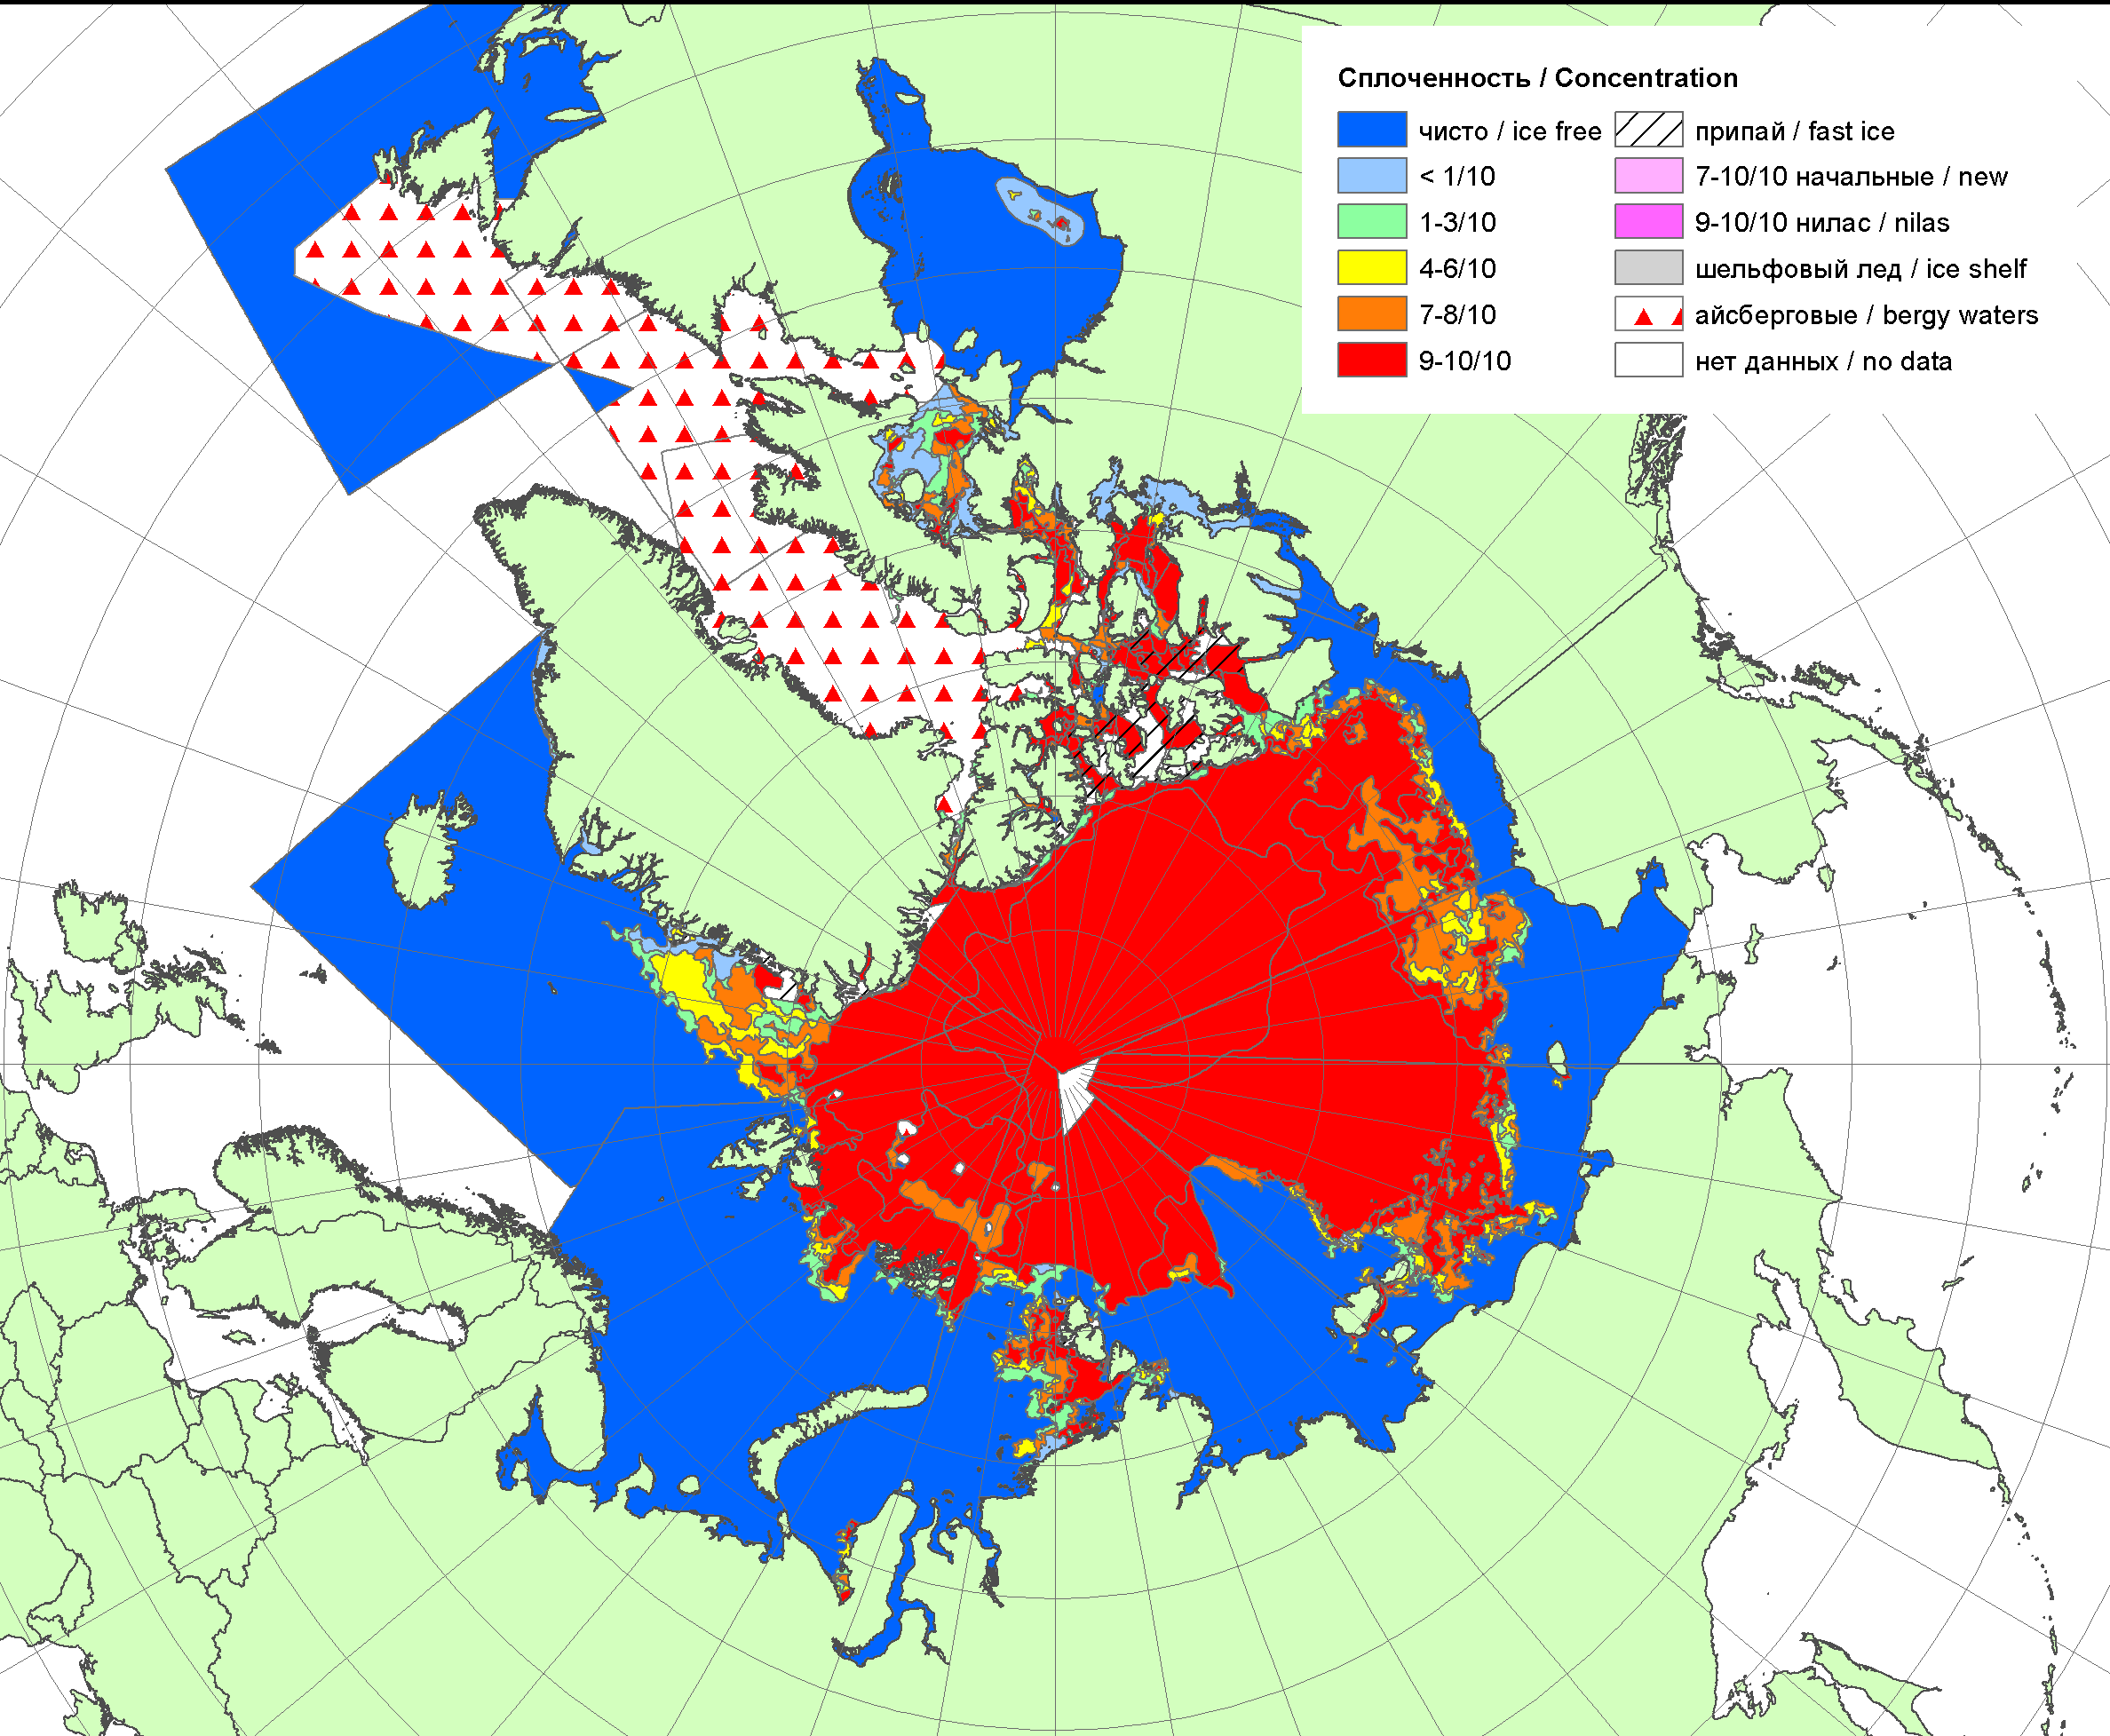 Сплоченность / Concentration
чисто / ice free
< 1/10
1-3/10
4-6/10
7-8/10
9-10/10
припай / fast ice
7-10/10 начальные / new
9-10/10 нилас / nilas
шельфовый лед / ice shelf
айсберговые / bergy waters
нет данных / no data